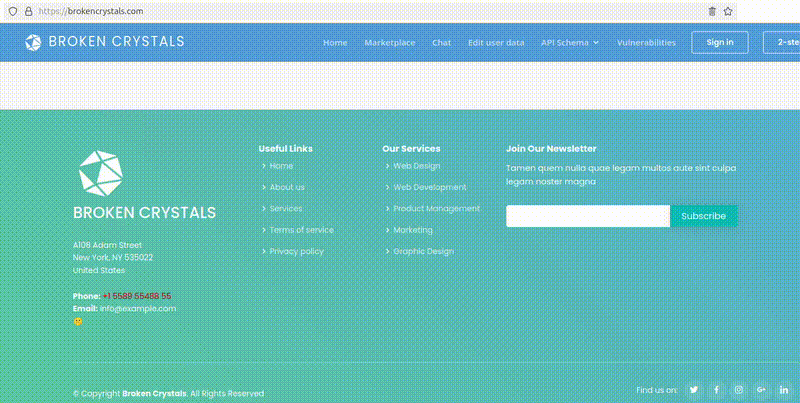 https://brokencrystals.com
BROKEN CRYSTALS Home Marketplace Chat Edit user data API Schema Vulnerabilities Sign in 2-ste
BROKEN CRYSTALS
A108 Adam Street
New York, NY 535022
United States
Phone: +1 5589 55488 55
Email: info@example.com
Useful Links
Home
About us
Services
Terms of service
Privacy policy
Our Services
Web Design
Web Development
Product Management
Marketing
Graphic Design
Join Our Newsletter
Tamen quem nulla quae legam multos aute sint culpa
legam noster magna
Subscribe
© Copyright Broken Crystals. All Rights Reserved
Find us on:
G+
in